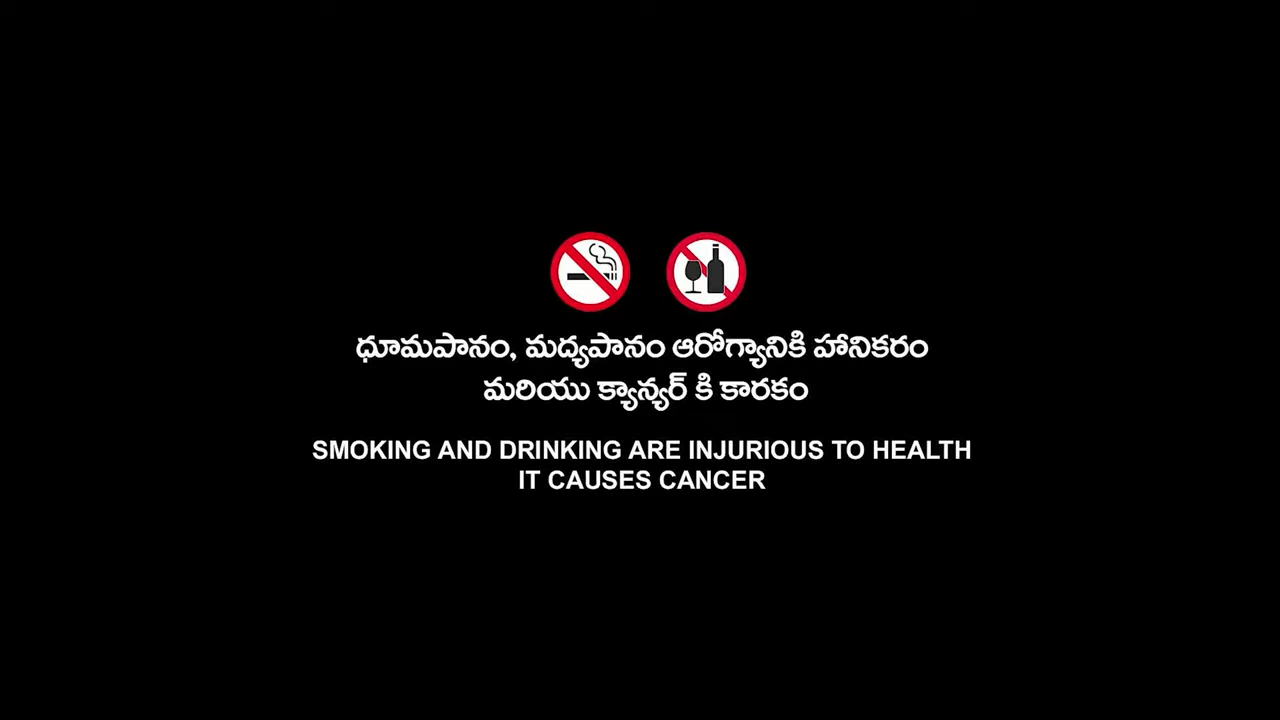 ధూమపానం, మద్యపానం ఆరోగ్యానికి హానికరం
మరియు క్యాన్సర్ కి కారకం
SMOKING AND DRINKING ARE INJURIOUS TO HEALTH
IT CAUSES CANCER